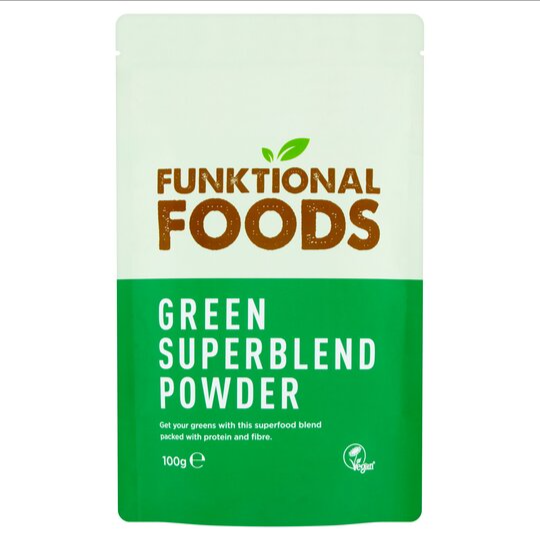 FUNKTIONAL
FOODS
GREEN
SUPERBLEND
POWDER
Get your greens with this superfood blend
packed with protein and fibre.
100g ℮
Vegan